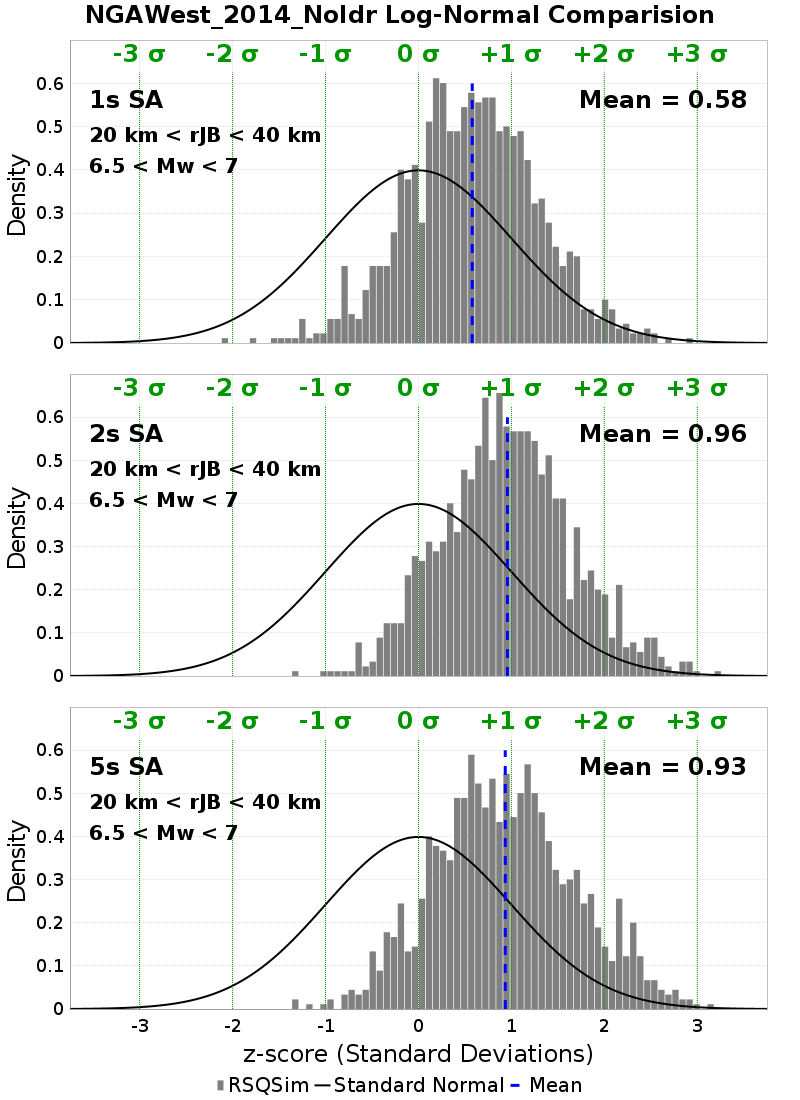 NGAWest_2014_NoIdr Log-Normal Comparision
-3 σ -2 σ -1 σ 0 σ +1 σ +2 σ +3 σ
1s SA
Mean = 0.58
20 km < rJB < 40 km
6.5 < Mw < 7
Density
0.6
0.5
0.4
0.3
0.2
0.1
0
-3 σ -2 σ -1 σ 0 σ +1 σ +2 σ +3 σ
2s SA
Mean = 0.96
20 km < rJB < 40 km
6.5 < Mw < 7
Density
0.6
0.5
0.4
0.3
0.2
0.1
0
-3 σ -2 σ -1 σ 0 σ +1 σ +2 σ +3 σ
5s SA
Mean = 0.93
20 km < rJB < 40 km
6.5 < Mw < 7
Density
0.6
0.5
0.4
0.3
0.2
0.1
0
-3 -2 -1 0 1 2 3
z-score (Standard Deviations)
RSQSim Standard Normal Mean